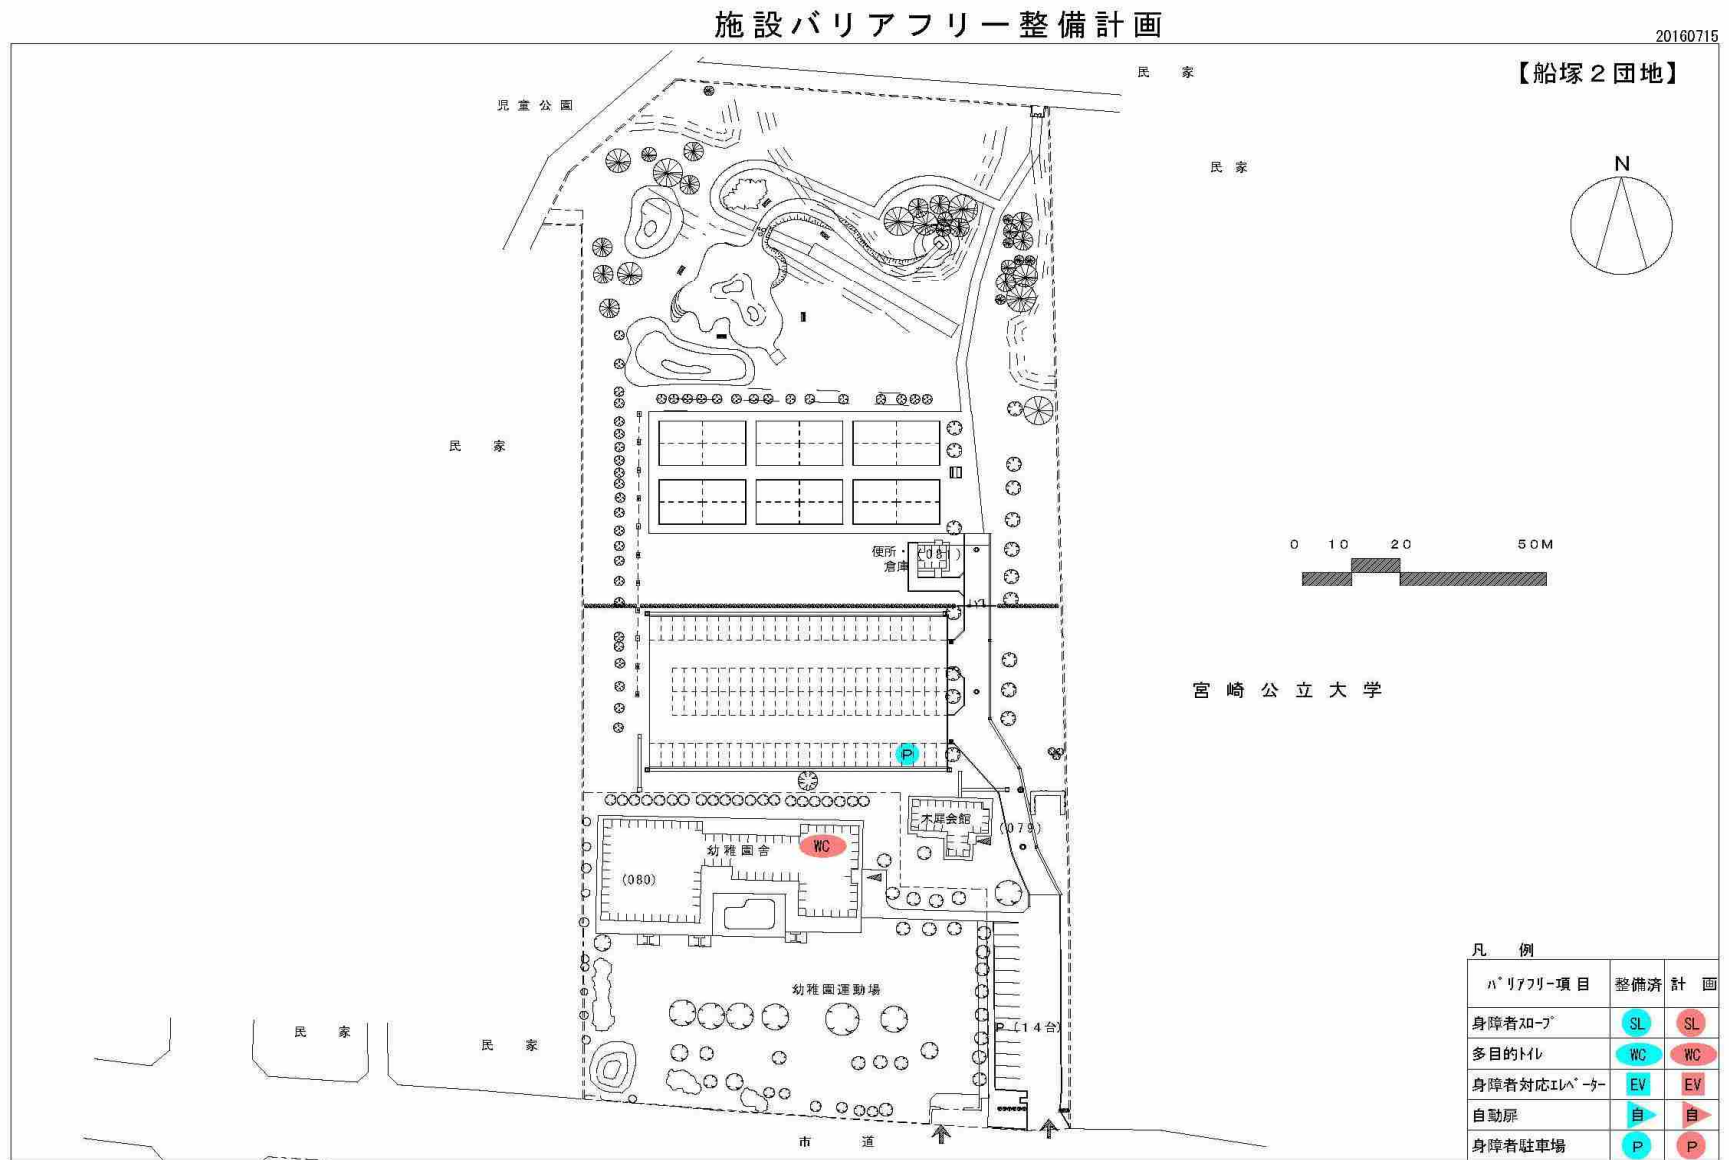 施設バリアフリー整備計画
20160715
【船塚２団地】
民 家
児童公園
民 家
N
民 家
0 10 20 50M
便所・
倉庫
(081)
宮崎公立大学
P
木犀会館
(079)
幼稚園舎
WC
(080)
幼稚園運動場
P (14台)
民 家
民 家
市 道
凡 例
ﾊﾞﾘｱﾌﾘｰ項目 整備済 計 画
身障者ｽﾛｰﾌﾟ SL SL
多目的ﾄｲﾚ WC WC
身障者対応ｴﾚﾍﾞｰﾀｰ EV EV
自動扉 自 自
身障者駐車場 P P